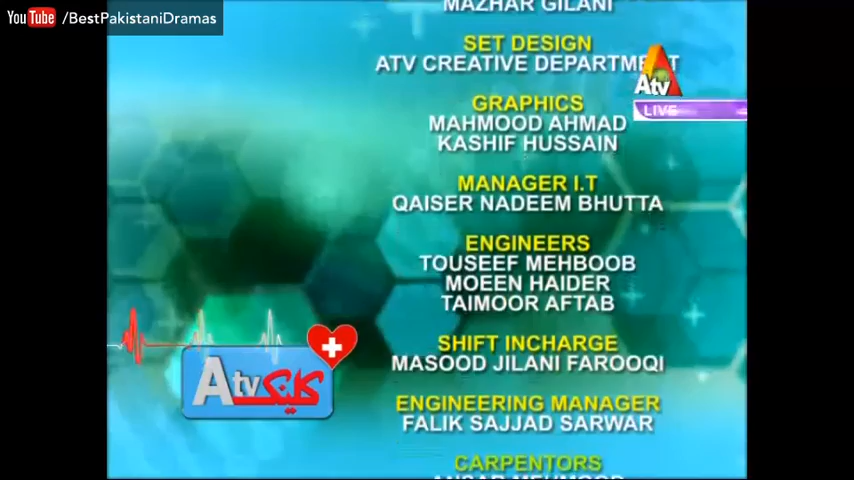 YouTube /BestPakistaniDramas
MAZHAR GILANI
SET DESIGN
ATV CREATIVE DEPARTMENT
Atv
LIVE
GRAPHICS
MAHMOOD AHMAD
KASHIF HUSSAIN
MANAGER I.T
QAISER NADEEM BHUTTA
ENGINEERS
TOUSEEF MEHBOOB
MOEEN HAIDER
TAIMOOR AFTAB
SHIFT INCHARGE
MASOOD JILANI FAROOQI
Atv کلینک
ENGINEERING MANAGER
FALIK SAJJAD SARWAR
CARPENTORS
ANSAR MEHMOOD